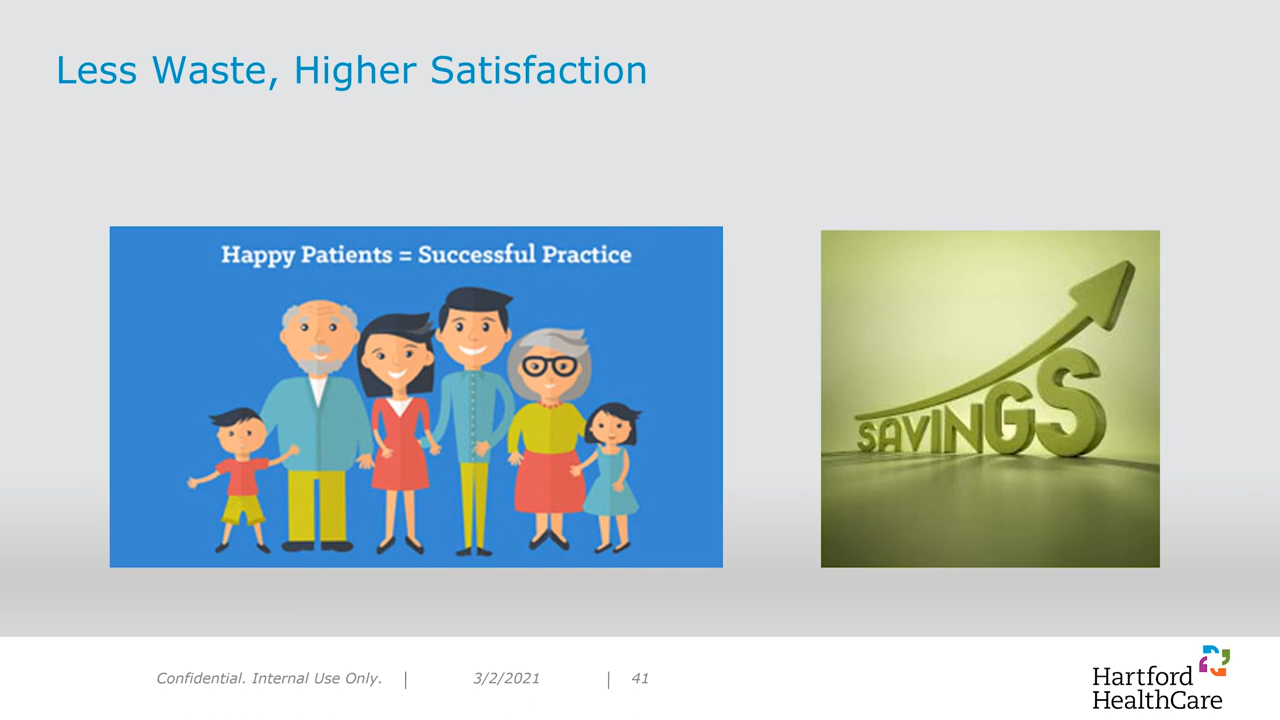 Less Waste, Higher Satisfaction
Happy Patients = Successful Practice
SAVINGS
Confidential. Internal Use Only. | 3/2/2021 | 41
Hartford
HealthCare